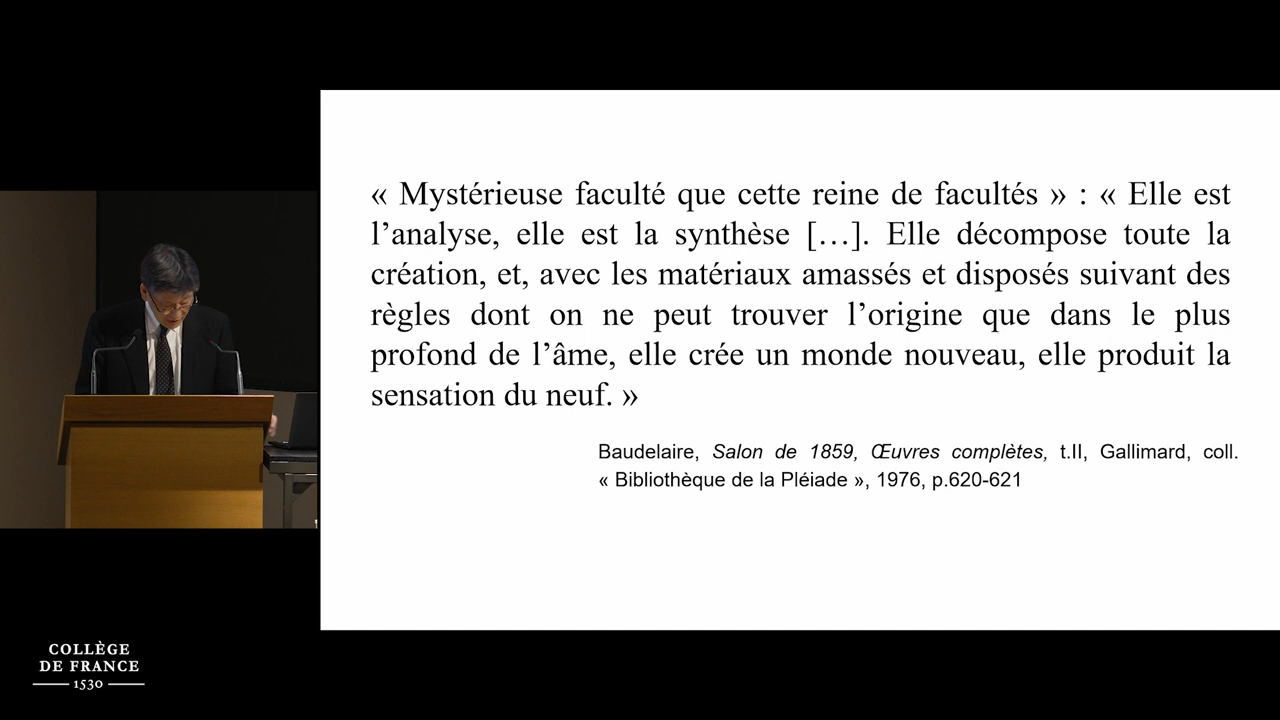 « Mystérieuse faculté que cette reine de facultés » : « Elle est
l’analyse, elle est la synthèse […]. Elle décompose toute la
création, et, avec les matériaux amassés et disposés suivant des
règles dont on ne peut trouver l’origine que dans le plus
profond de l’âme, elle crée un monde nouveau, elle produit la
sensation du neuf. »
Baudelaire, Salon de 1859, Œuvres complètes, t.II, Gallimard, coll.
« Bibliothèque de la Pléiade », 1976, p.620-621
COLLÈGE
DE FRANCE
1530